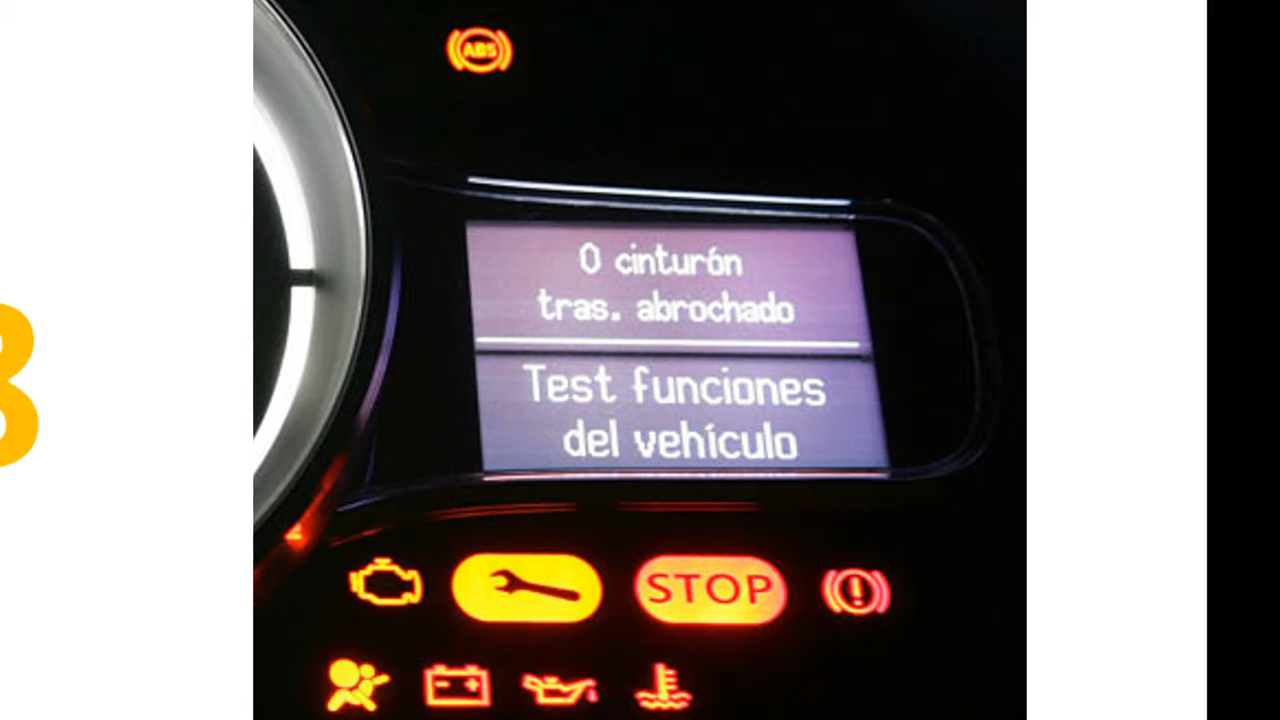 ABS
0 cinturón
tras. abrochado
Test funciones
del vehículo
STOP